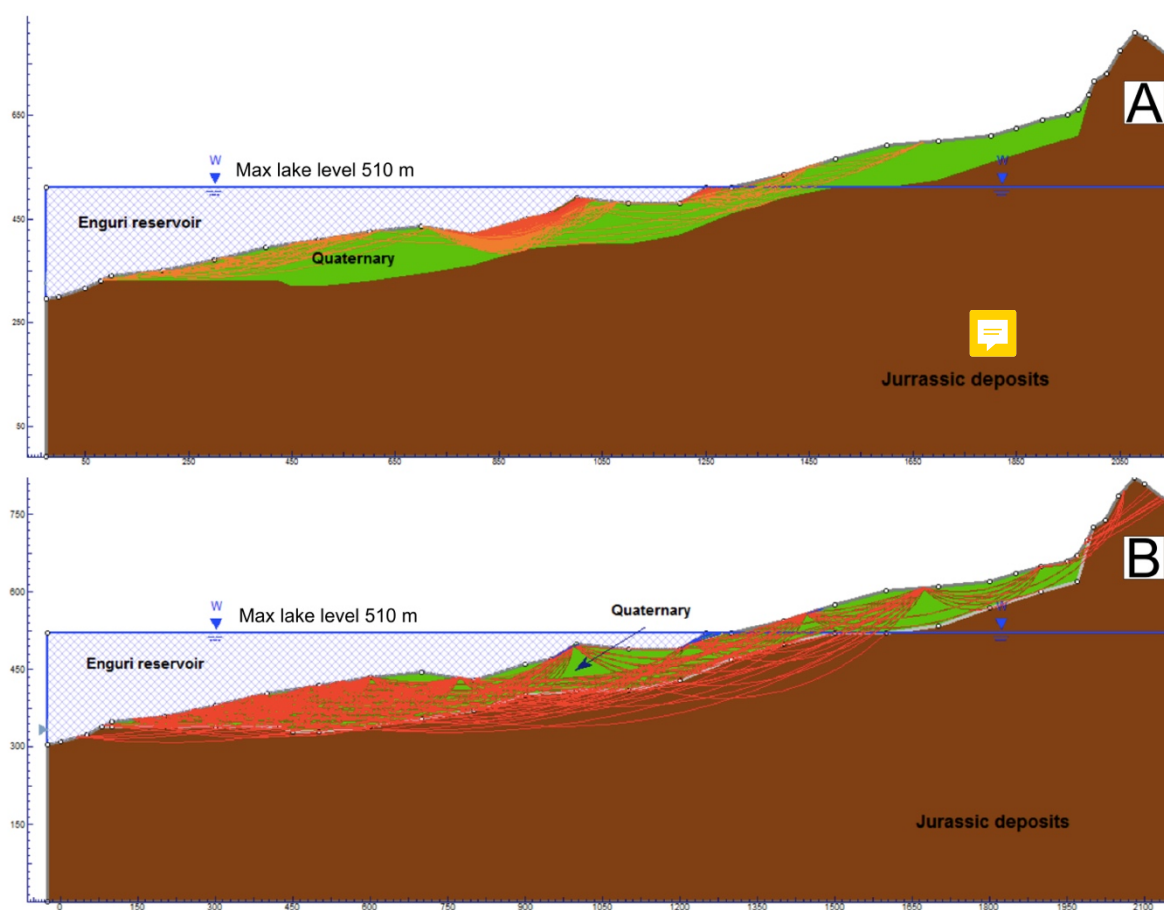 A
650
W
Max lake level 510 m
W
Enguri reservoir
450
Quaternary
250
Jurrassic deposits
50
50 250 450 650 850 1050 1250 1450 1650 1850 2050
B
750
600
W
Max lake level 510 m
Quaternary
W
Enguri reservoir
450
300
150
Jurassic deposits
0 150 300 450 600 750 900 1050 1200 1350 1500 1650 1800 1950 2100